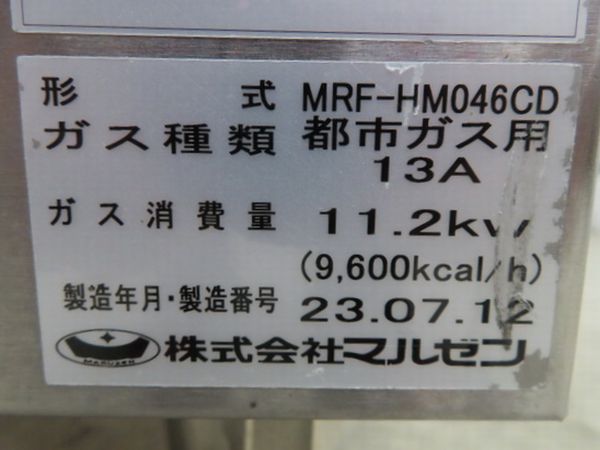 形 式 MRF-HM046CD
ガス種類 都市ガス用
13A
ガス消費量 11.2kw
(9,600kcal/h)
製造年月・製造番号 23.07.12
MARUZEN 株式会社マルゼン